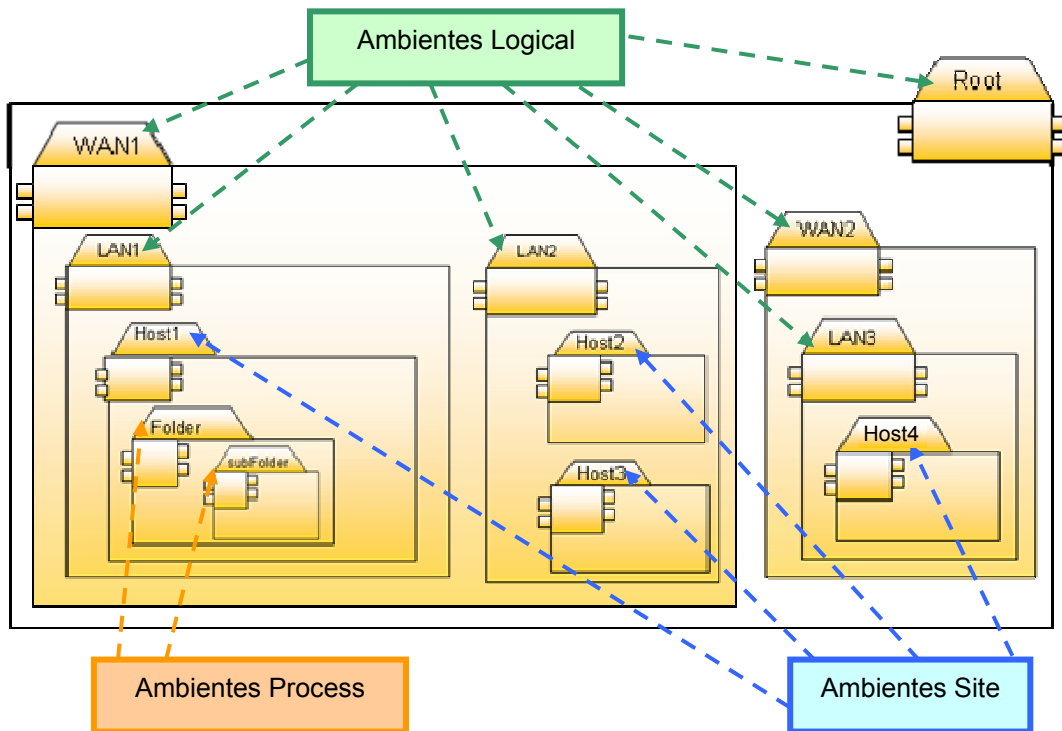 Ambientes Logical
Root
WAN1
LAN1
LAN2
WAN2
Host1
Host2
LAN3
Folder
Host4
subFolder
Host3
Ambientes Process
Ambientes Site